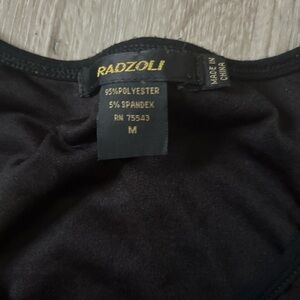 RADZOLI
MADE IN
CHINA
95%POLYESTER
5% SPANDEX
RN 75543
M